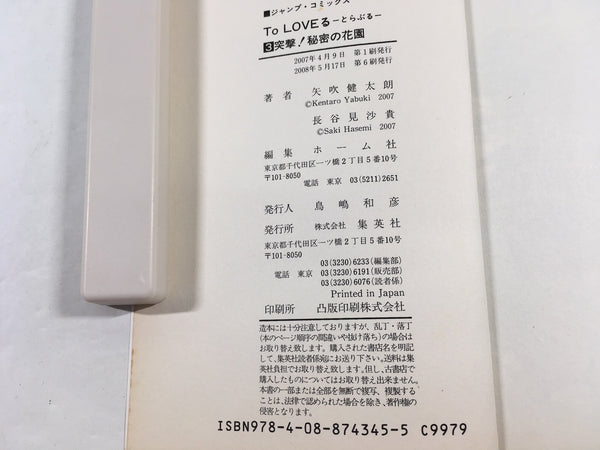 ■ジャンプ・コミックス
To LOVEる―とらぶる―
3 突撃!秘密の花園
2007年4月9日 第1刷発行
2008年5月17日 第6刷発行
著者 矢吹健太朗
©Kentaro Yabuki 2007
長谷見沙貴
©Saki Hasemi 2007
編集 ホーム社
東京都千代田区一ツ橋2丁目5番10号
〒101-8050
電話 東京 03(5211)2651
発行人 鳥嶋和彦
発行所 株式会社 集英社
東京都千代田区一ツ橋2丁目5番10号
〒101-8050
03(3230)6233(編集部)
電話 東京 03(3230)6191(販売部)
03(3230)6076(読者係)
Printed in Japan
印刷所 凸版印刷株式会社
造本には十分注意しておりますが、乱丁・落丁
(本のページ順序の間違いや抜け落ち)の場合は
お取り替え致します。購入された書店名を明記
して、集英社読者係宛にお送り下さい。送料は集
英社負担でお取り替え致します。但し、古書店で
購入したものについてはお取り替え出来ません。
本書の一部または全部を無断で複写、複製する
ことは、法律で認められた場合を除き、著作権の
侵害となります。
ISBN978-4-08-874345-5 C9979